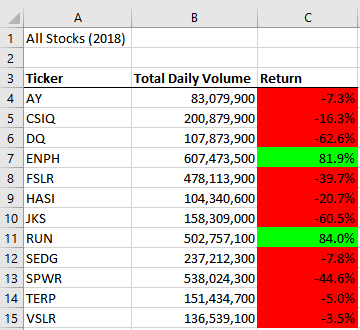 A B C
1 All Stocks (2018)
2
3 Ticker Total Daily Volume Return
4 AY 83,079,900 -7.3%
5 CSIQ 200,879,900 -16.3%
6 DQ 107,873,900 -62.6%
7 ENPH 607,473,500 81.9%
8 FSLR 478,113,900 -39.7%
9 HASI 104,340,600 -20.7%
10 JKS 158,309,000 -60.5%
11 RUN 502,757,100 84.0%
12 SEDG 237,212,300 -7.8%
13 SPWR 538,024,300 -44.6%
14 TERP 151,434,700 -5.0%
15 VSLR 136,539,100 -3.5%